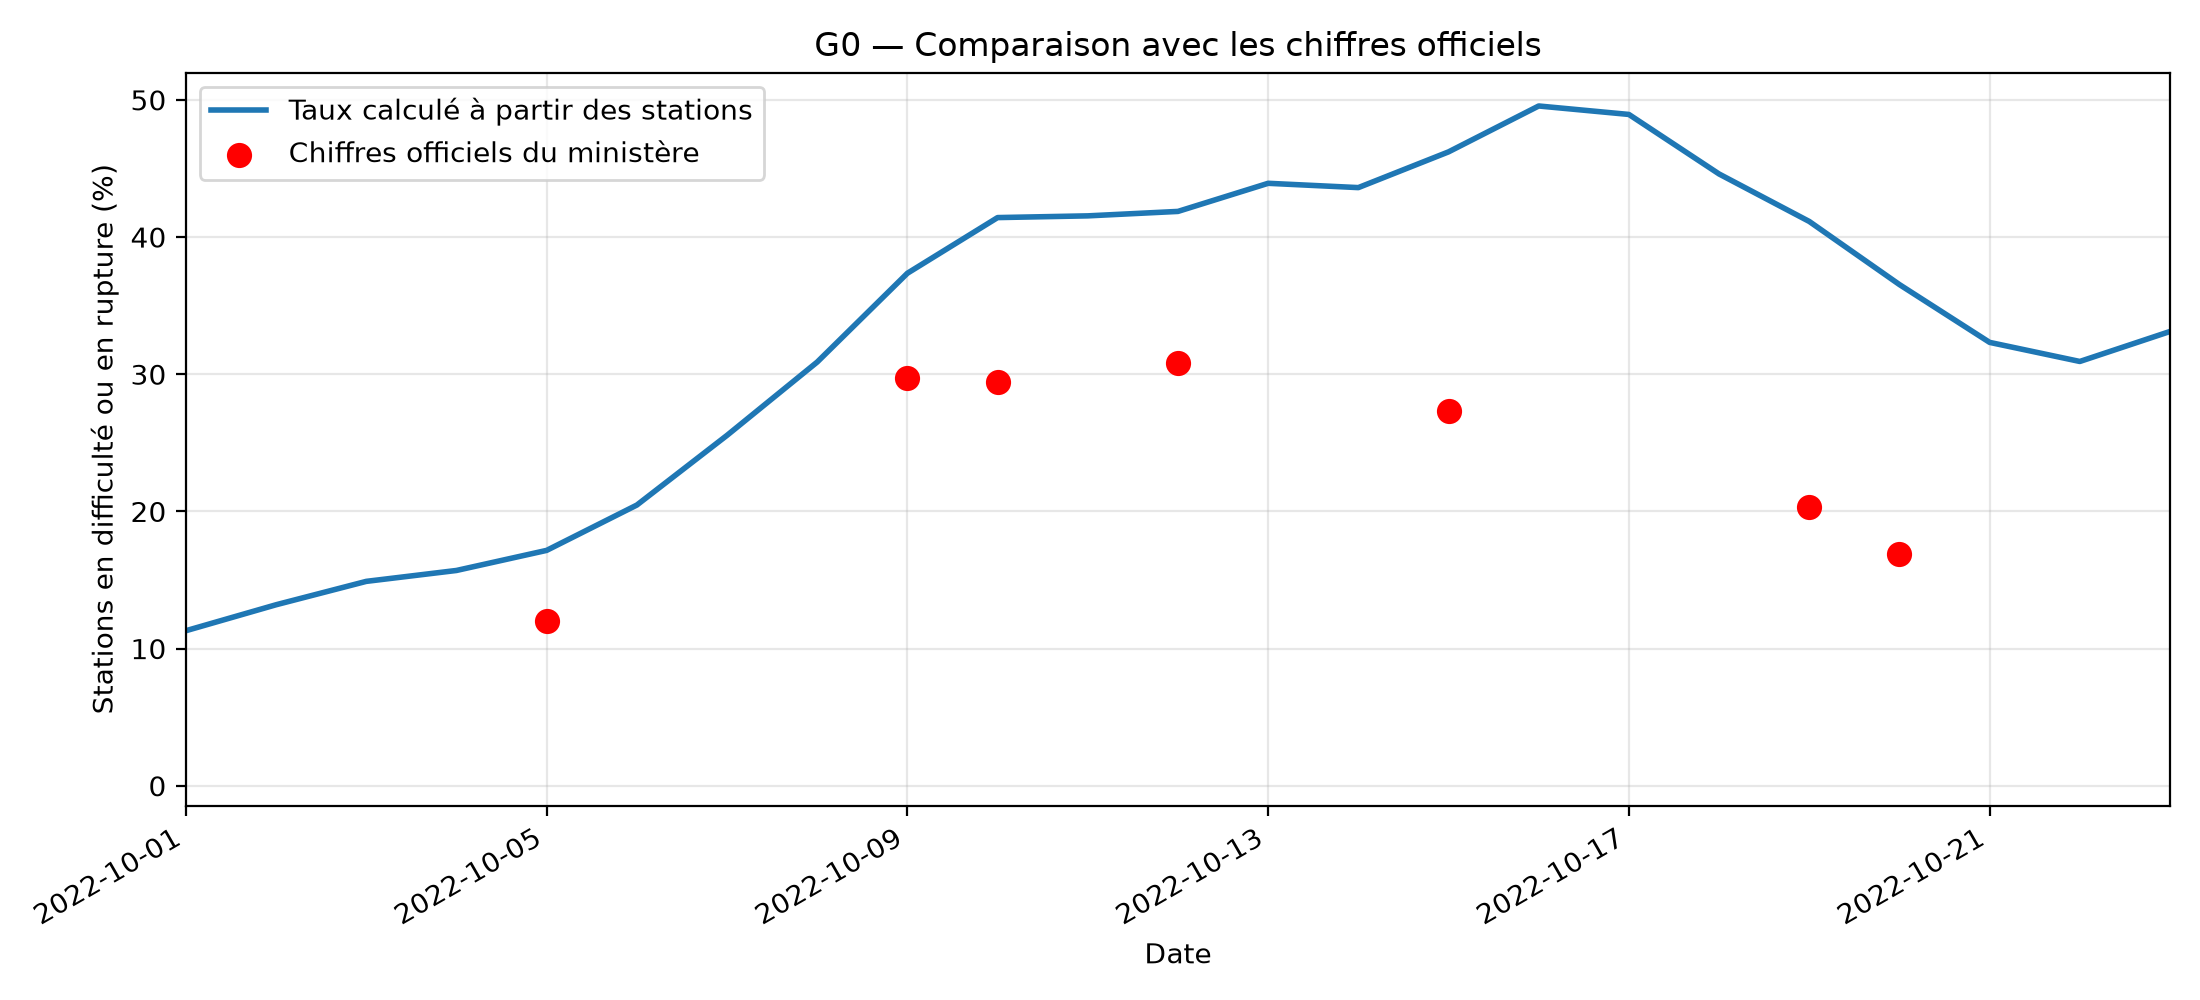 G0 — Comparaison avec les chiffres officiels
Taux calculé à partir des stations
Chiffres officiels du ministère
Stations en difficulté ou en rupture (%)
50
40
30
20
10
0
2022-10-01
2022-10-05
2022-10-09
2022-10-13
2022-10-17
2022-10-21
Date